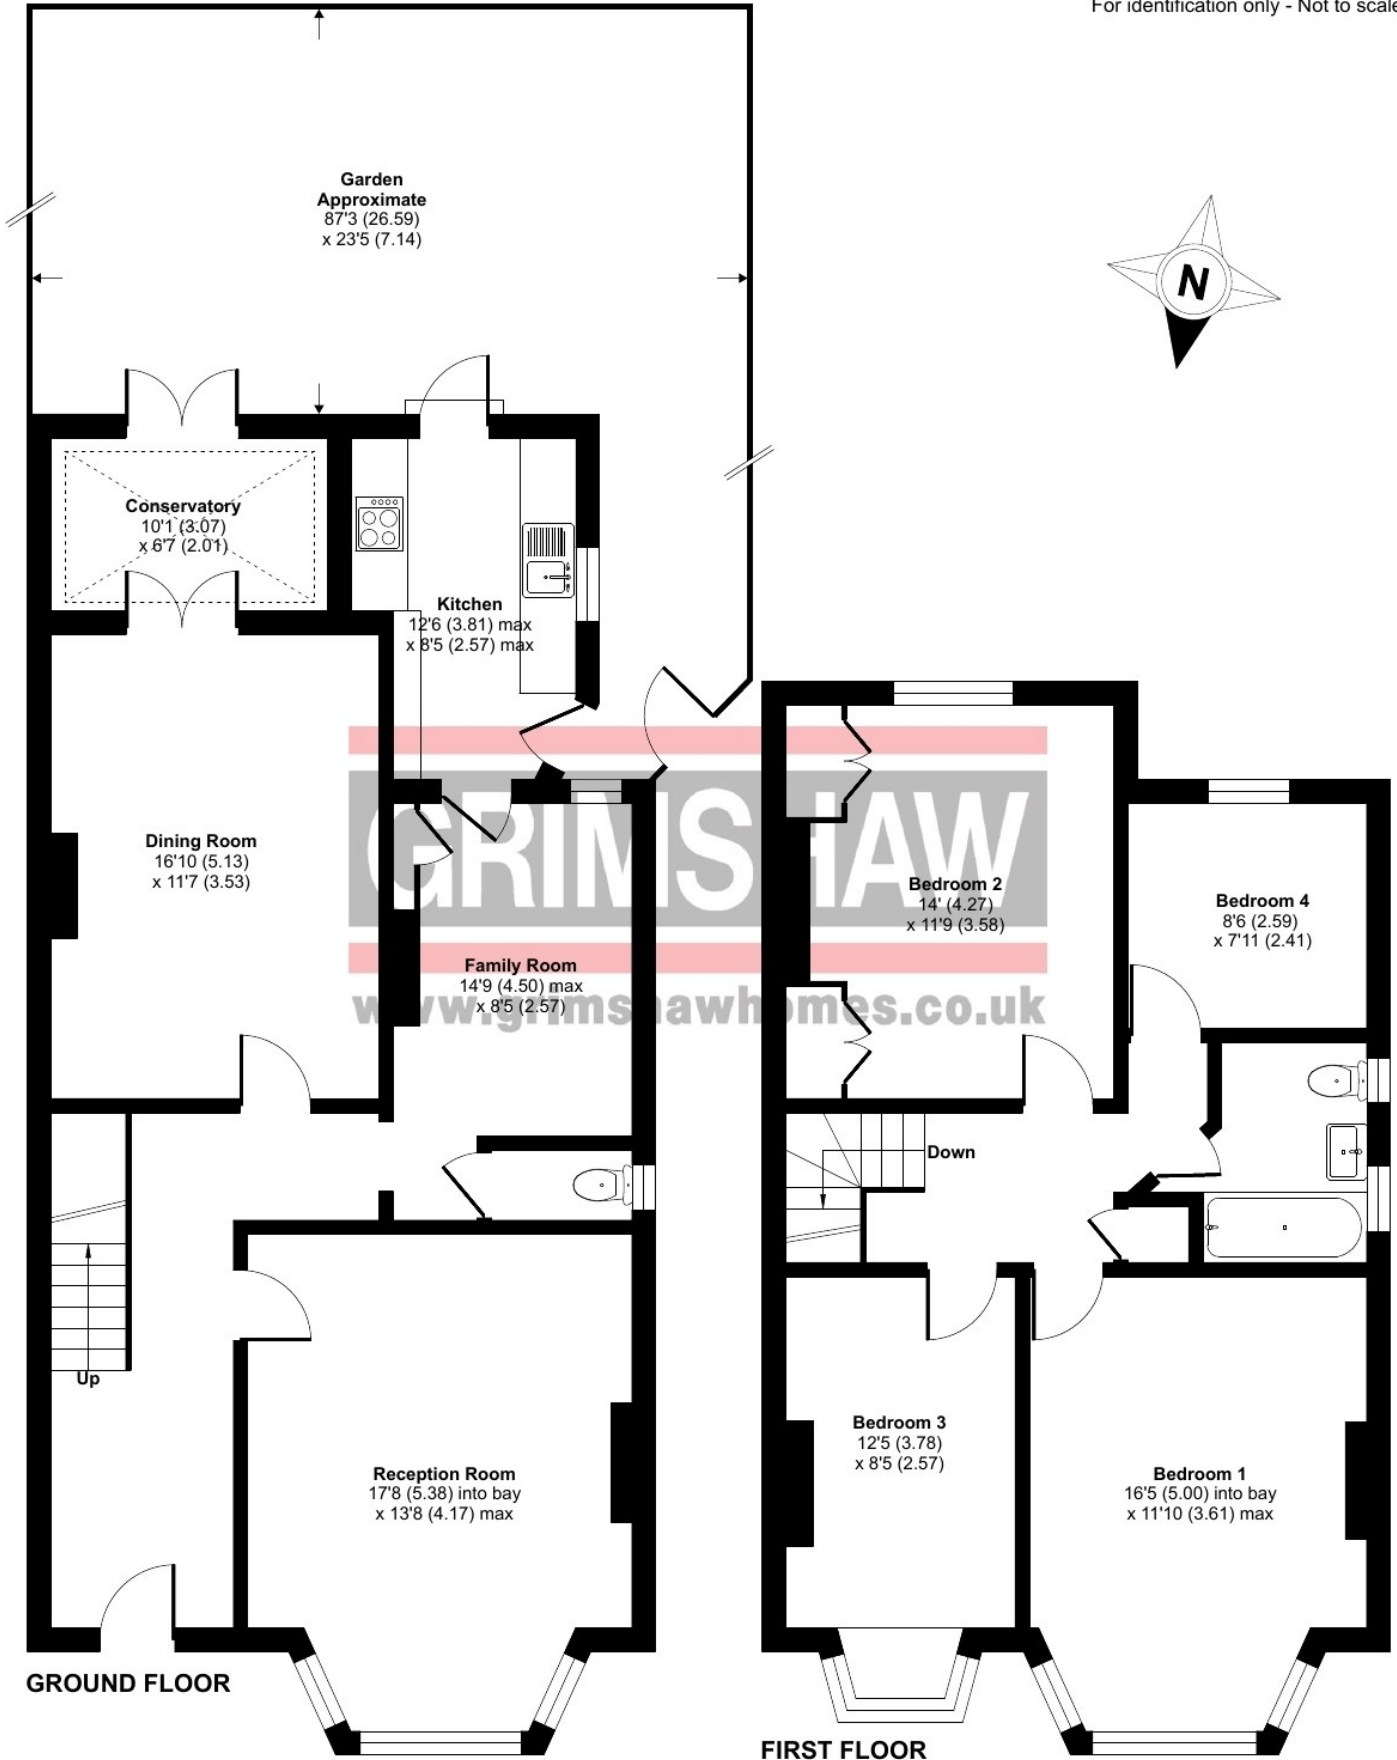 For identification only - Not to scale
Garden
Approximate
87'3 (26.59)
x 23'5 (7.14)
N
Conservatory
10'1 (3.07)
x 6'7 (2.01)
Kitchen
12'6 (3.81) max
x 8'5 (2.57) max
GRIMSHAW
www.grimshawhomes.co.uk
Dining Room
16'10 (5.13)
x 11'7 (3.53)
Family Room
14'9 (4.50) max
x 8'5 (2.57)
Up
Reception Room
17'8 (5.38) into bay
x 13'8 (4.17) max
GROUND FLOOR
Bedroom 2
14' (4.27)
x 11'9 (3.58)
Bedroom 4
8'6 (2.59)
x 7'11 (2.41)
Down
Bedroom 3
12'5 (3.78)
x 8'5 (2.57)
Bedroom 1
16'5 (5.00) into bay
x 11'10 (3.61) max
FIRST FLOOR